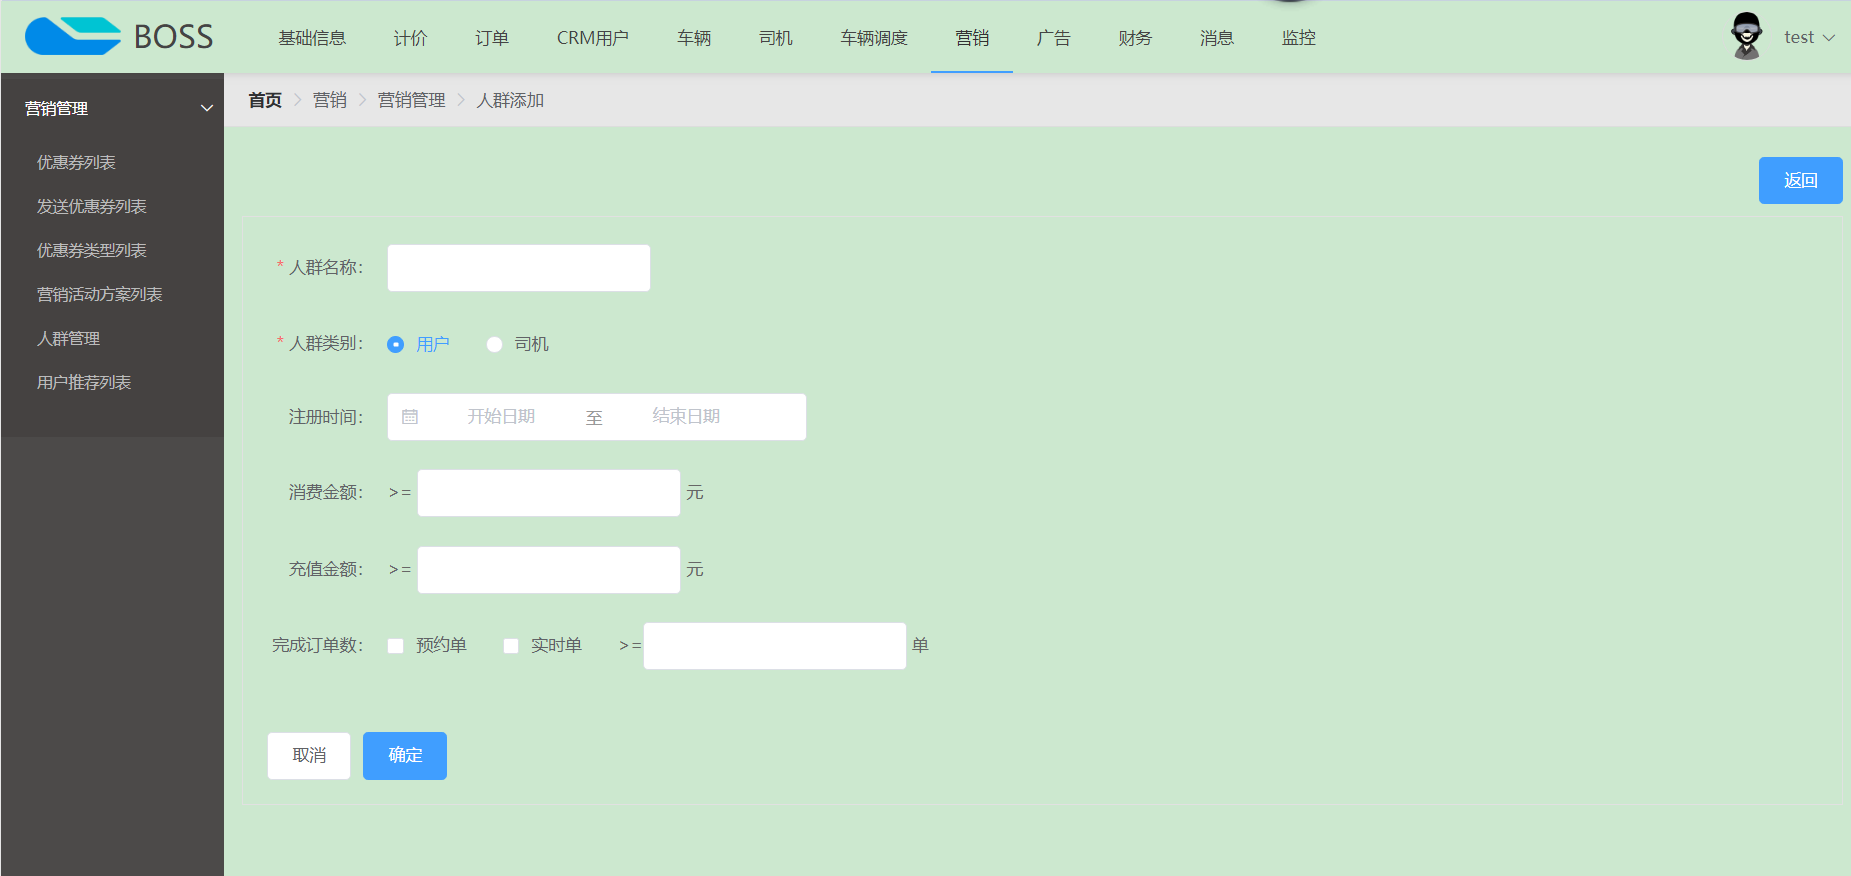 BOSS
基础信息 计价 订单 CRM用户 车辆 司机 车辆调度 营销 广告 财务 消息 监控 test
营销管理
首页 营销 营销管理 人群添加
优惠券列表
发送优惠券列表
优惠券类型列表
营销活动方案列表
人群管理
用户推荐列表
返回
* 人群名称：
* 人群类别： 用户 司机
注册时间： 开始日期 至 结束日期
消费金额： >= 元
充值金额： >= 元
完成订单数： 预约单 实时单 >= 单
取消 确定